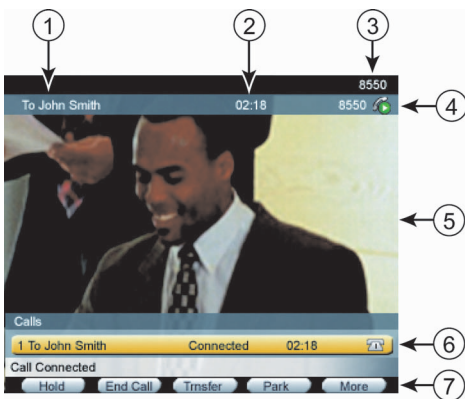 1 2 3
8550
To John Smith 02:18 8550
4
5
Calls
1 To John Smith Connected 02:18
6
Call Connected
Hold End Call Trnsfer Park More
7